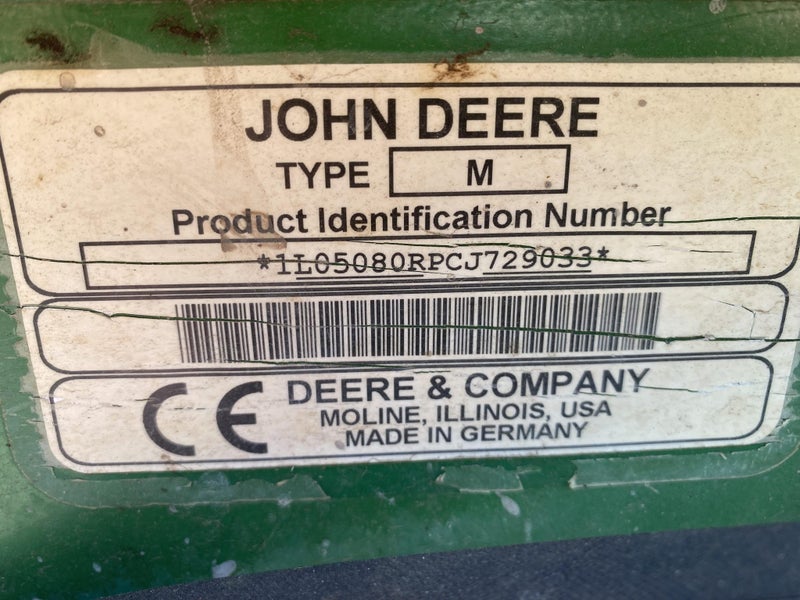 JOHN DEERE
TYPE M
Product Identification Number
*1L05080RPCJ729033*
CE DEERE & COMPANY
MOLINE, ILLINOIS, USA
MADE IN GERMANY